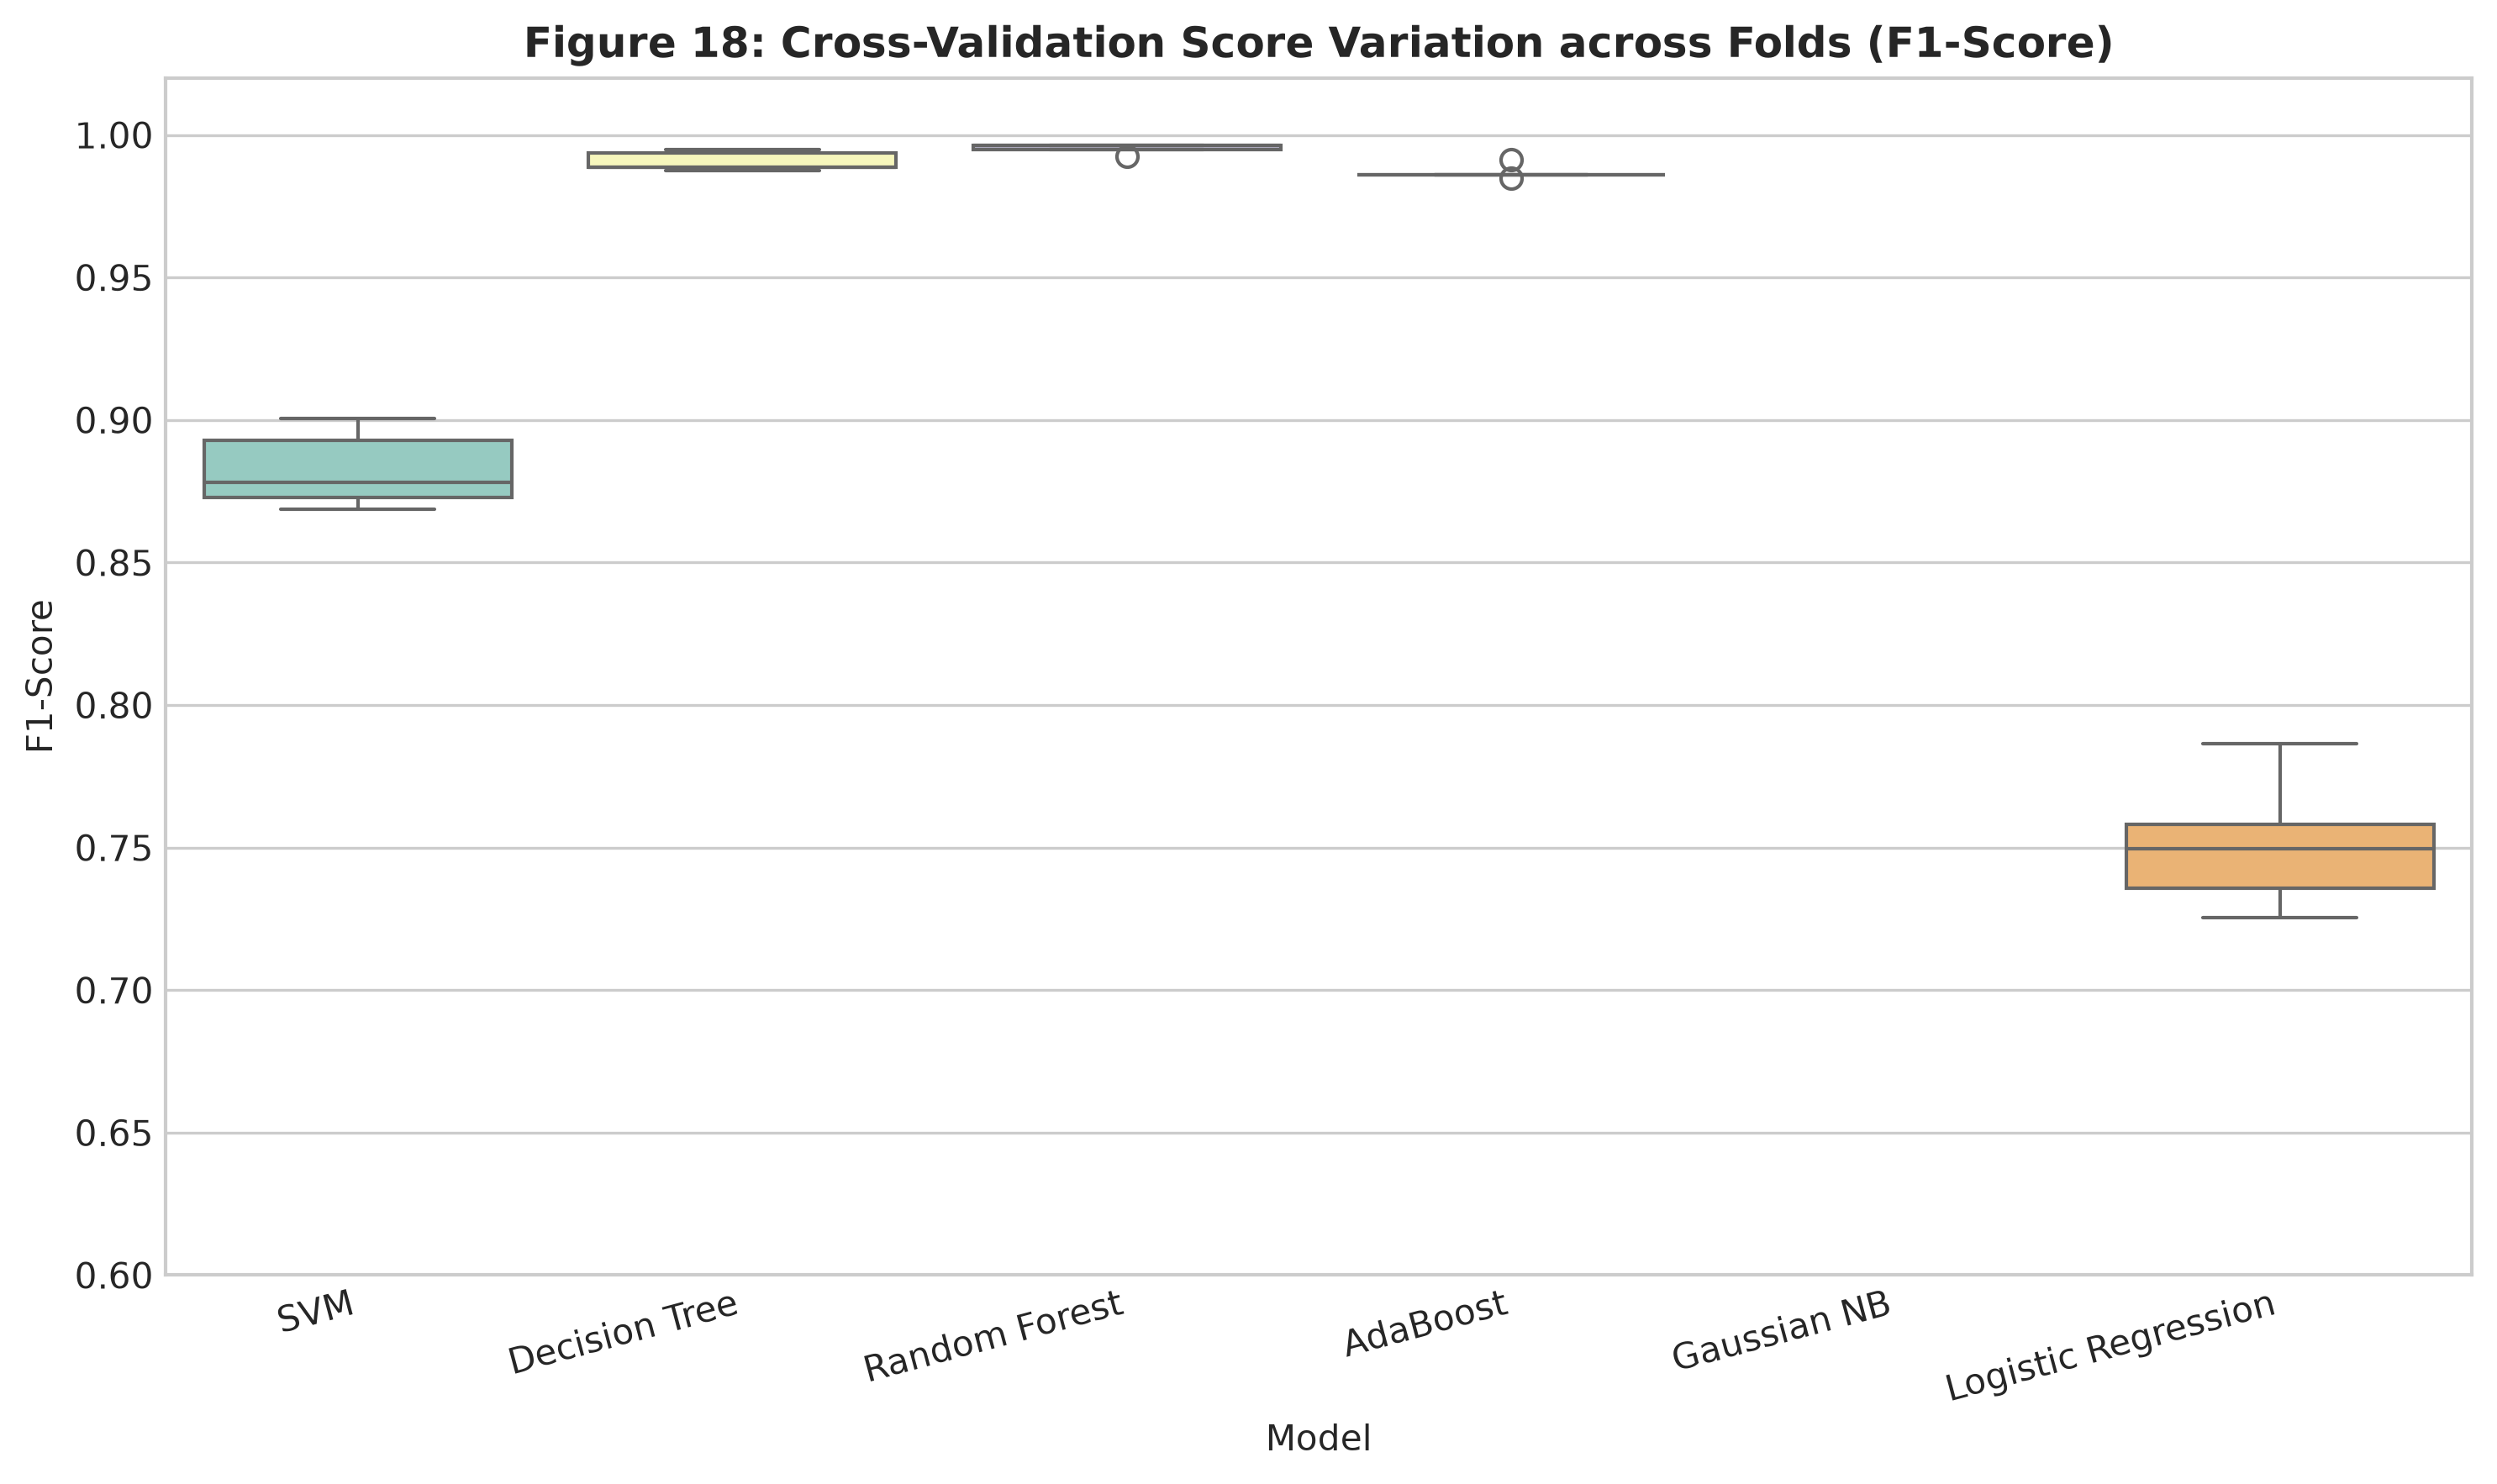 Figure 18: Cross-Validation Score Variation across Folds (F1-Score)
1.00
0.95
0.90
0.85
0.80
0.75
0.70
0.65
0.60
F1-Score
SVM
Decision Tree
Random Forest
AdaBoost
Gaussian NB
Logistic Regression
Model